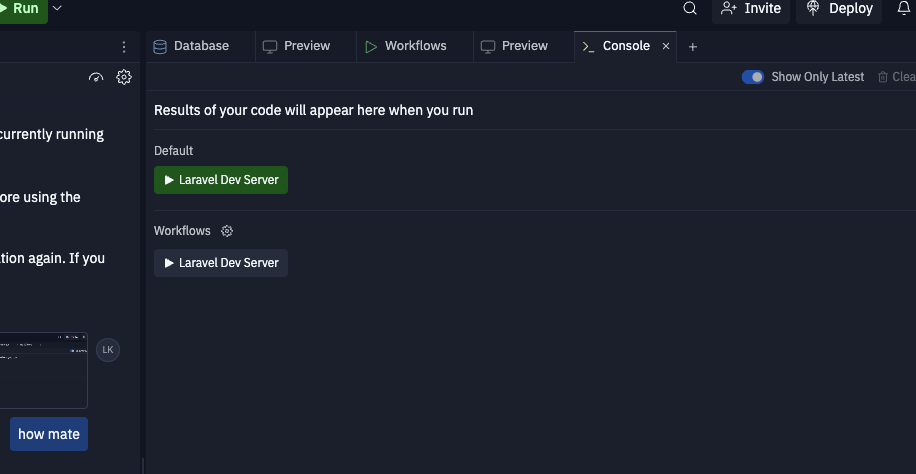 Run
Invite
Deploy
Database
Preview
Workflows
Preview
Console
Show Only Latest
Clea
currently running
ore using the
tion again. If you
LK
how mate
Results of your code will appear here when you run
Default
Laravel Dev Server
Workflows
Laravel Dev Server